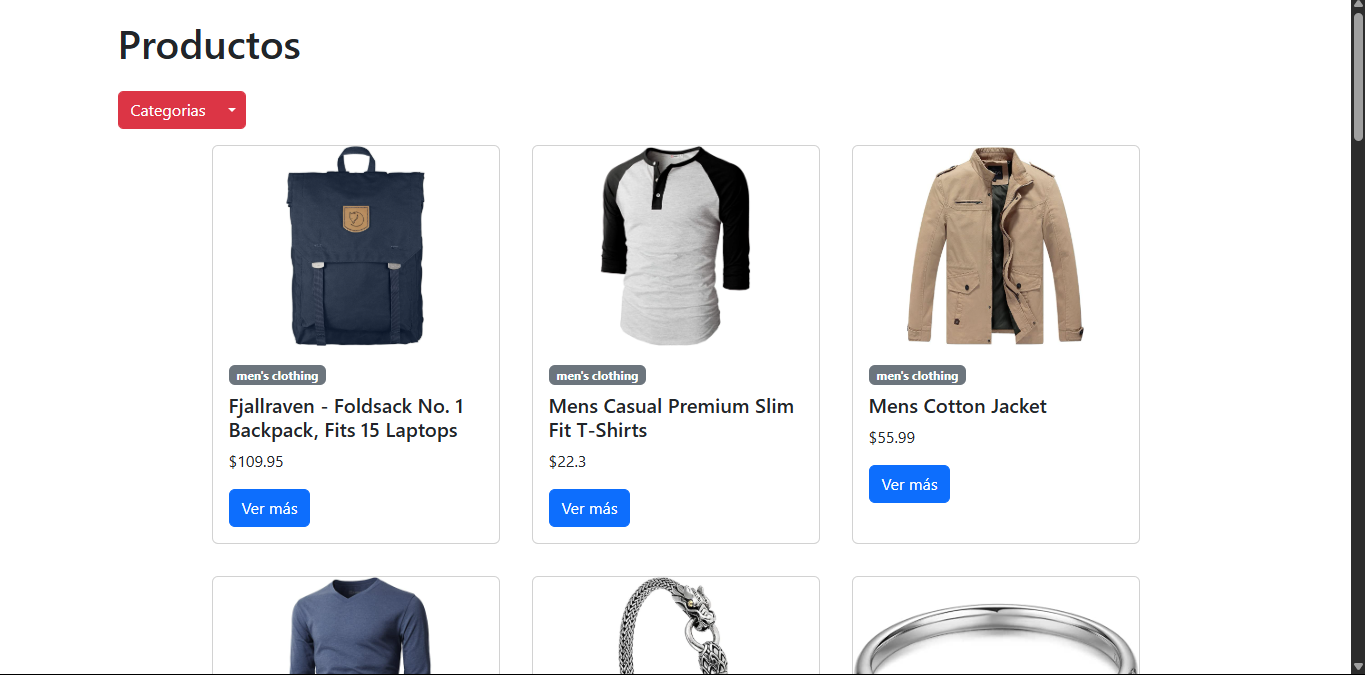 Productos
Categorias
men's clothing
Fjallraven - Foldsack No. 1
Backpack, Fits 15 Laptops
$109.95
Ver más
men's clothing
Mens Casual Premium Slim
Fit T-Shirts
$22.3
Ver más
men's clothing
Mens Cotton Jacket
$55.99
Ver más